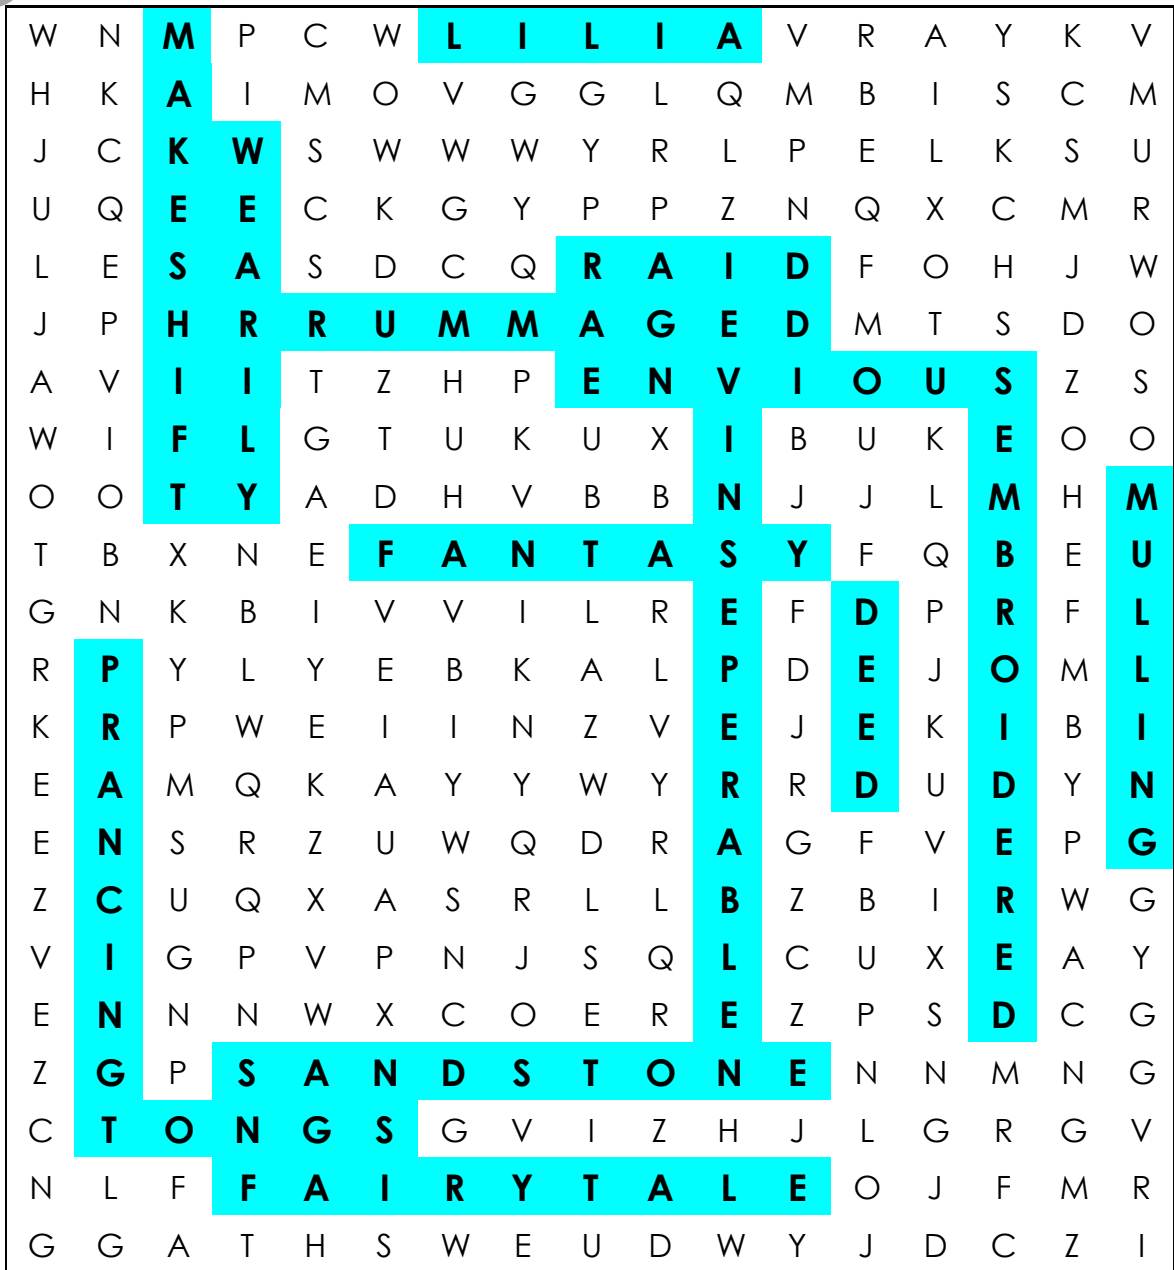 W N M P C W L I L I A V R A Y K V
H K A I M O V G G L Q M B I S C M
J C K W S W W W Y R L P E L K S U
U Q E E C K G Y P P Z N Q X C M R
L E S A S D C Q R A I D F O H J W
J P H R R U M M A G E D M T S D O
A V I I T Z H P E N V I O U S Z S
W I F L G T U K U X I B U K E O O
O O T Y A D H V B B N J J L M H M
T B X N E F A N T A S Y F Q B E U
G N K B I V V I L R E F D P R F L
R P Y L Y E B K A L P D E J O M L
K R P W E I I N Z V E J E K I B I
E A M Q K A Y Y W Y R R D U D Y N
E N S R Z U W Q D R A G F V E P G
Z C U Q X A S R L L B Z B I R W G
V I G P V P N J S Q L C U X E A Y
E N N N W X C O E R E Z P S D C G
Z G P S A N D S T O N E N N M N G
C T O N G S G V I Z H J L G R G V
N L F F A I R Y T A L E O J F M R
G G A T H S W E U D W Y J D C Z I